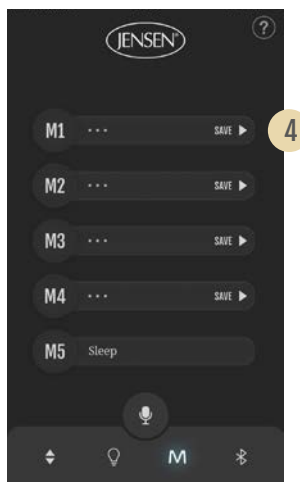 JENSEN®
?
M1 ... SAVE ▶
4
M2 ... SAVE ▶
M3 ... SAVE ▶
M4 ... SAVE ▶
M5 Sleep
M